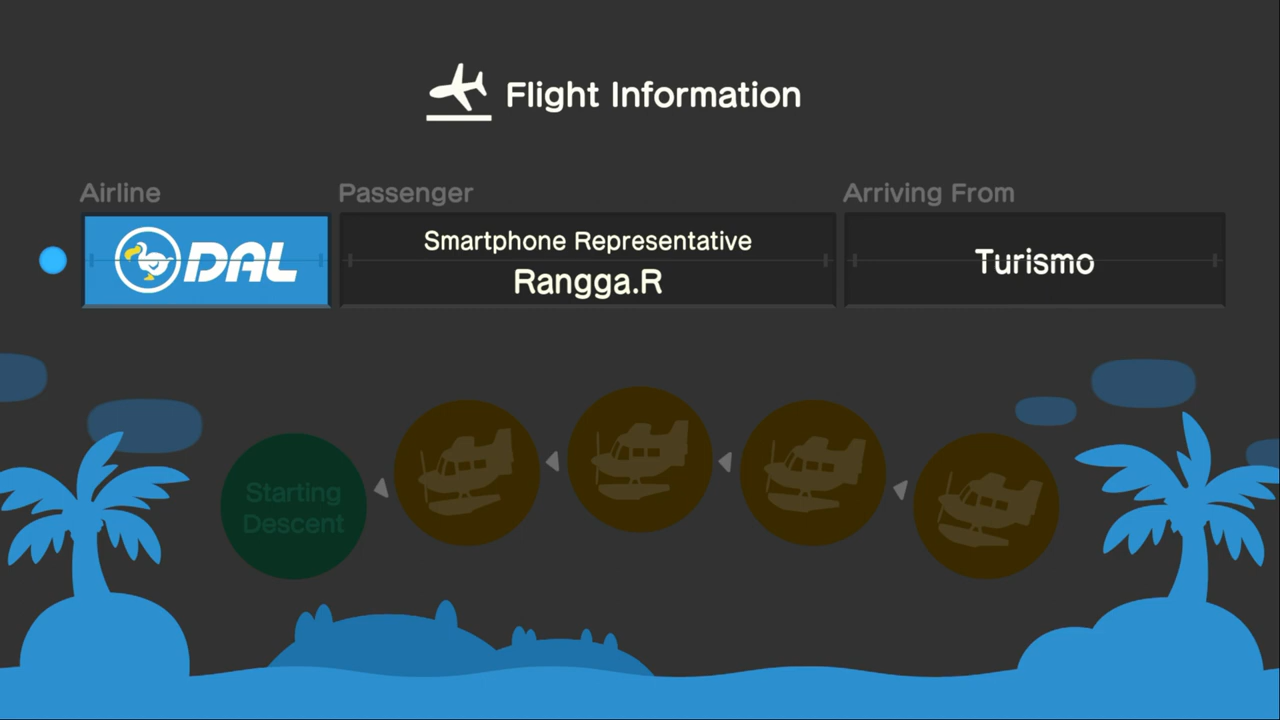 Flight Information
Airline
Passenger
Arriving From
DAL
Smartphone Representative
Rangga.R
Turismo
Starting
Descent